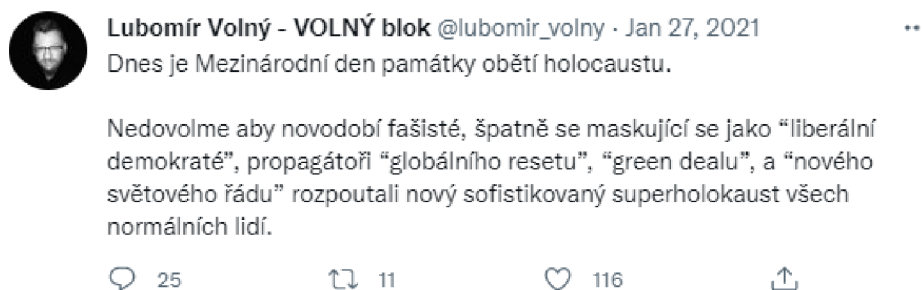 Lubomír Volný - VOLNÝ blok @lubomir_volny · Jan 27, 2021
Dnes je Mezinárodní den památky obětí holocaustu.
Nedovolme aby novodobí fašisté, špatně se maskující se jako “liberální
demokraté”, propagátoři “globálního resetu”, “green dealu”, a “nového
světového řádu” rozpoutali nový sofistikovaný superholokaust všech
normálních lidí.
25 11 116